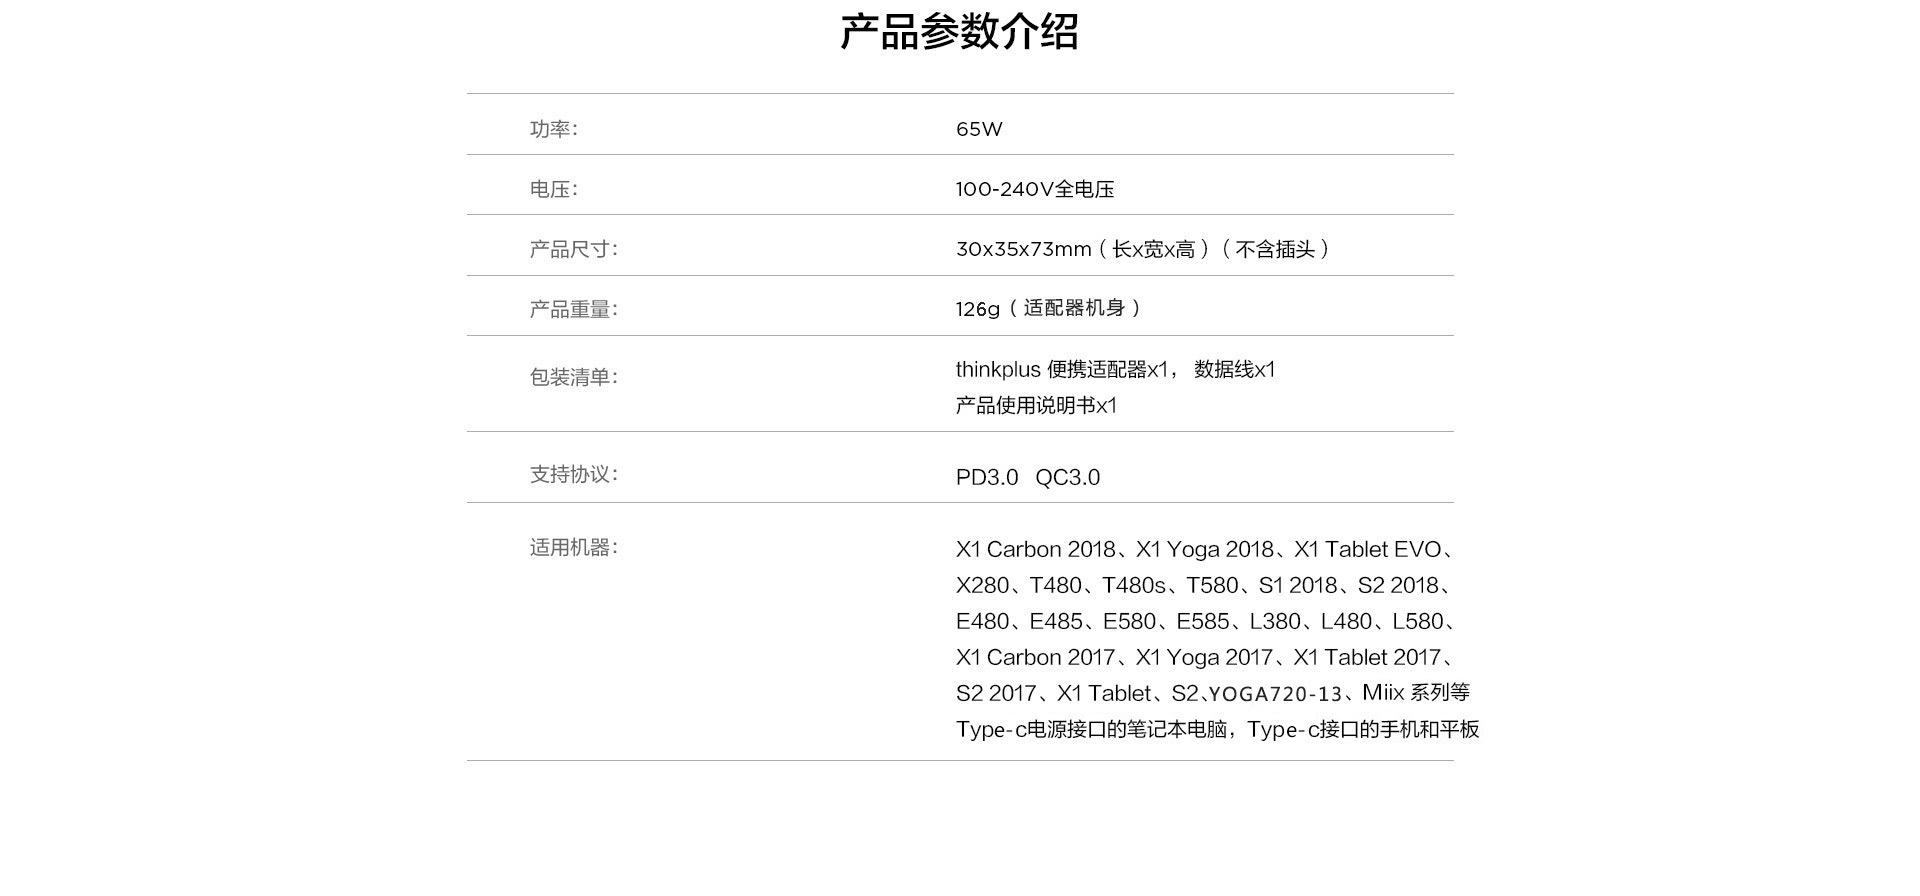 产品参数介绍
功率: 65W
电压: 100-240V全电压
产品尺寸: 30x35x73mm（长x宽x高）（不含插头）
产品重量: 126g（适配器机身）
包装清单: thinkplus 便携适配器x1， 数据线x1
产品使用说明书x1
支持协议: PD3.0 QC3.0
适用机器: X1 Carbon 2018、X1 Yoga 2018、X1 Tablet EVO、
X280、T480、T480s、T580、S1 2018、S2 2018、
E480、E485、E580、E585、L380、L480、L580、
X1 Carbon 2017、X1 Yoga 2017、X1 Tablet 2017、
S2 2017、X1 Tablet、S2、YOGA720-13、Miix 系列等
Type-c电源接口的笔记本电脑，Type-c接口的手机和平板